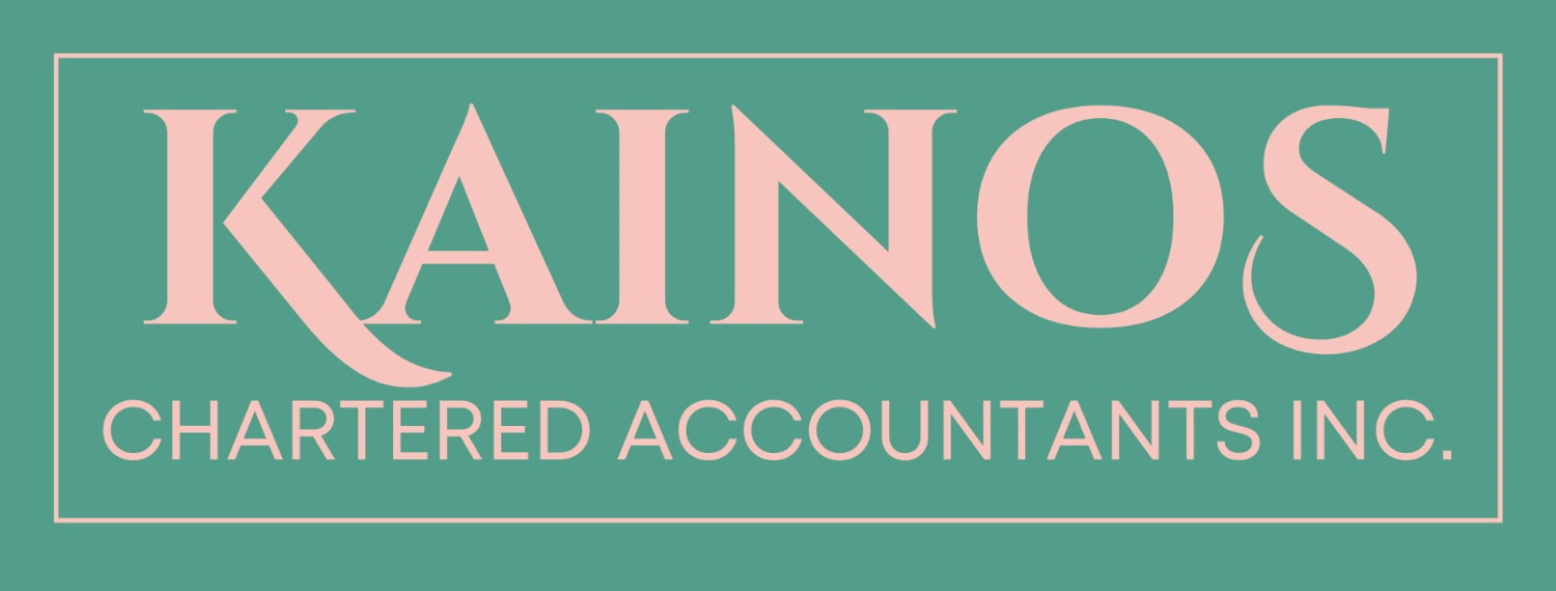 KAINOS
CHARTERED ACCOUNTANTS INC.